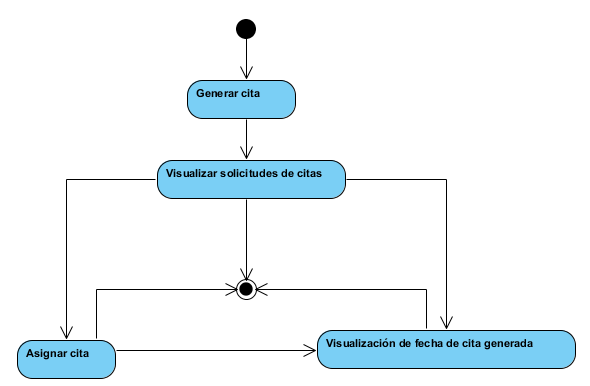 Generar cita
Visualizar solicitudes de citas
Asignar cita
Visualización de fecha de cita generada